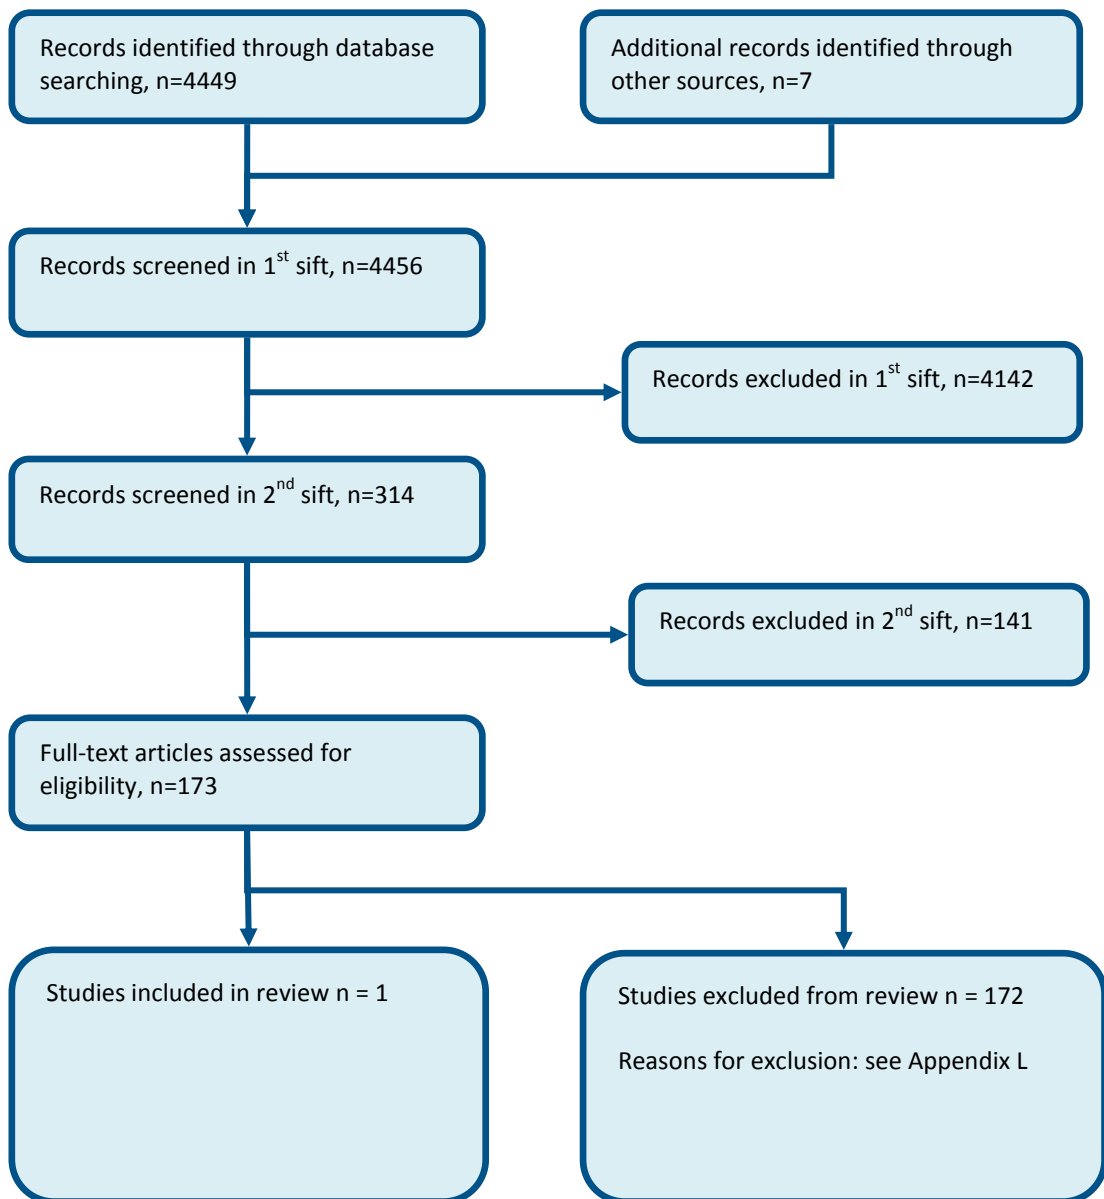 Records identified through database
searching, n=4449
Additional records identified through
other sources, n=7
Records screened in 1st sift, n=4456
Records excluded in 1st sift, n=4142
Records screened in 2nd sift, n=314
Records excluded in 2nd sift, n=141
Full-text articles assessed for
eligibility, n=173
Studies included in review n = 1
Studies excluded from review n = 172
Reasons for exclusion: see Appendix L